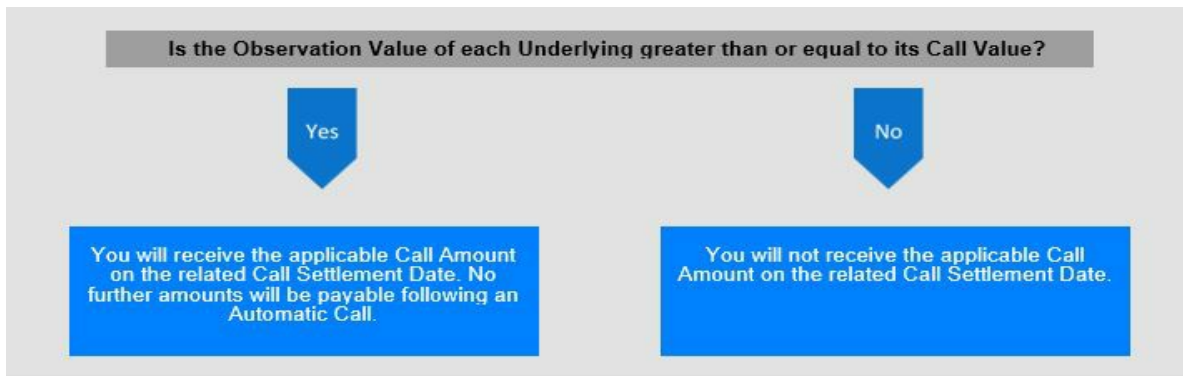 Is the Observation Value of each Underlying greater than or equal to its Call Value?
Yes
No
You will receive the applicable Call Amount
on the related Call Settlement Date. No
further amounts will be payable following an
Automatic Call.
You will not receive the applicable Call
Amount on the related Call Settlement Date.